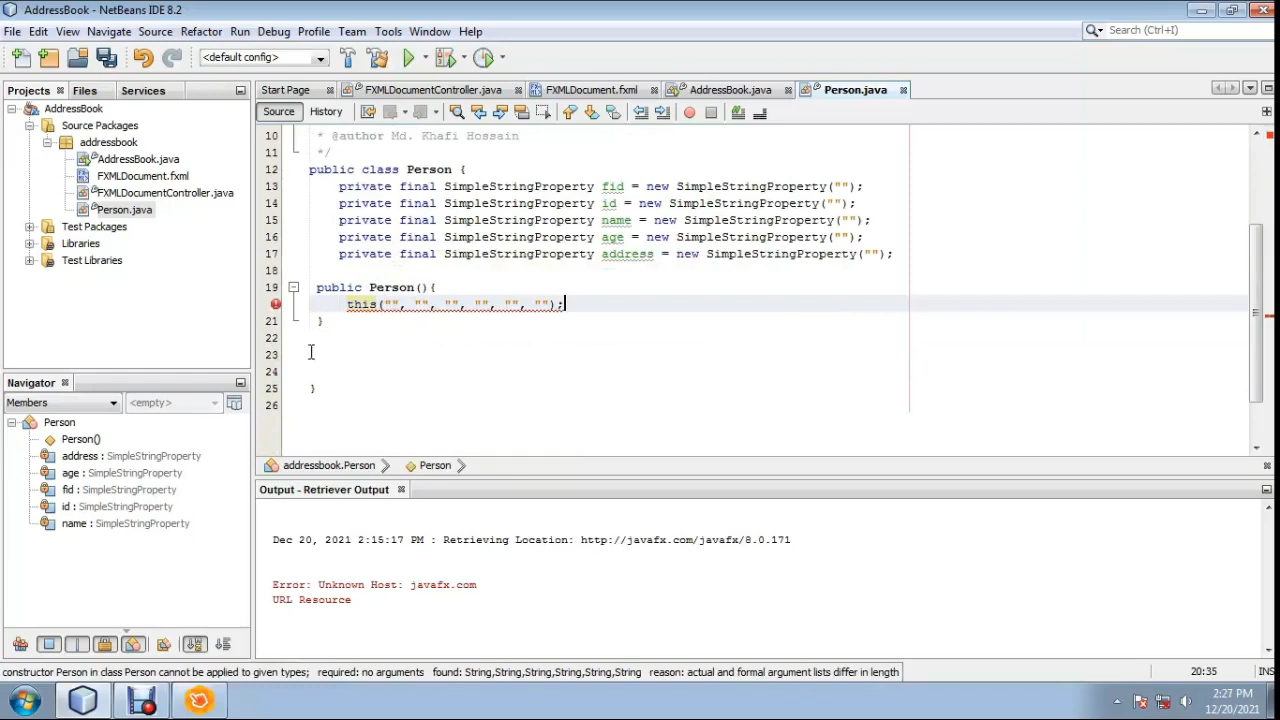 AddressBook - NetBeans IDE 8.2
File Edit View Navigate Source Refactor Run Debug Profile Team Tools Window Help
Search (Ctrl+I)
<default config>
Projects Files Services
Start Page FXMLDocumentController.java FXMLDocument.fxml AddressBook.java Person.java
Source History
AddressBook
Source Packages
addressbook
AddressBook.java
FXMLDocument.fxml
FXMLDocumentController.java
Person.java
Test Packages
Libraries
Test Libraries
10 * @author Md. Khafi Hossain
11 */
12 public class Person {
13 private final SimpleStringProperty fid = new SimpleStringProperty("");
14 private final SimpleStringProperty id = new SimpleStringProperty("");
15 private final SimpleStringProperty name = new SimpleStringProperty("");
16 private final SimpleStringProperty age = new SimpleStringProperty("");
17 private final SimpleStringProperty address = new SimpleStringProperty("");
18
19 public Person(){
this("", "", "", "", "", "");
21 }
22
23
24
25 }
26
Navigator
Members <empty>
Person
Person()
address : SimpleStringProperty
age : SimpleStringProperty
fid : SimpleStringProperty
id : SimpleStringProperty
name : SimpleStringProperty
addressbook.Person Person
Output - Retriever Output
Dec 20, 2021 2:15:17 PM : Retrieving Location: http://javafx.com/javafx/8.0.171
Error: Unknown Host: javafx.com
URL Resource
constructor Person in class Person cannot be applied to given types; required: no arguments found: String,String,String,String,String,String reason: actual and formal argument lists differ in length
20:35 INS
2:27 PM
12/20/2021